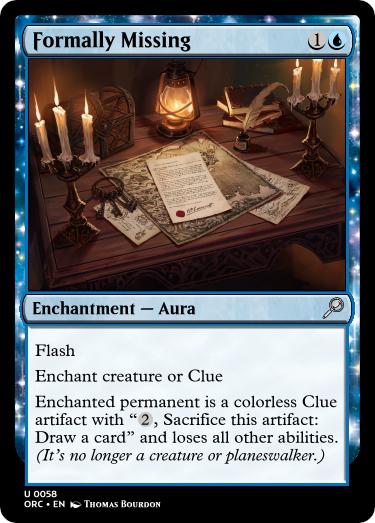 Formally Missing 1
Enchantment — Aura
Flash
Enchant creature or Clue
Enchanted permanent is a colorless Clue
artifact with “2, Sacrifice this artifact:
Draw a card” and loses all other abilities.
(It’s no longer a creature or planeswalker.)
U 0058
ORC • EN Thomas Bourdon